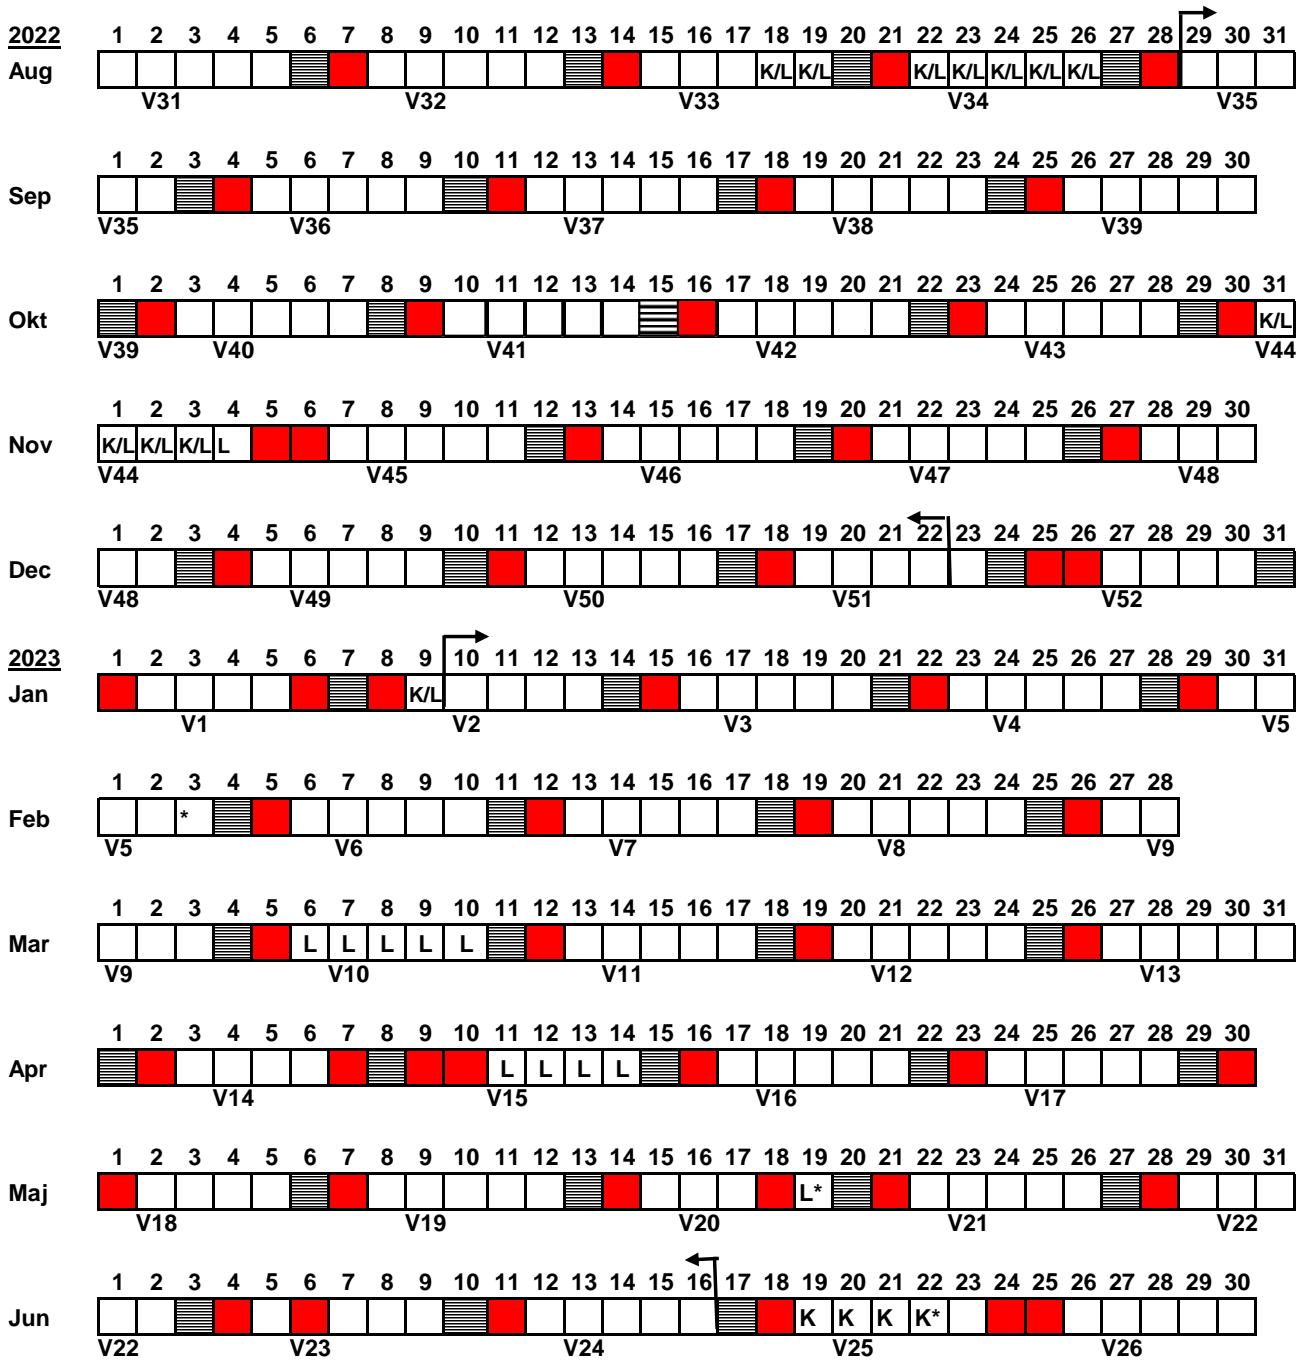 2022 1 2 3 4 5 6 7 8 9 10 11 12 13 14 15 16 17 18 19 20 21 22 23 24 25 26 27 28 29 30 31
Aug K/L K/L K/L K/L K/L K/L K/L
V31 V32 V33 V34 V35
1 2 3 4 5 6 7 8 9 10 11 12 13 14 15 16 17 18 19 20 21 22 23 24 25 26 27 28 29 30
Sep
V35 V36 V37 V38 V39
1 2 3 4 5 6 7 8 9 10 11 12 13 14 15 16 17 18 19 20 21 22 23 24 25 26 27 28 29 30 31
Okt K/L
V39 V40 V41 V42 V43 V44
1 2 3 4 5 6 7 8 9 10 11 12 13 14 15 16 17 18 19 20 21 22 23 24 25 26 27 28 29 30
Nov K/L K/L K/L L
V44 V45 V46 V47 V48
1 2 3 4 5 6 7 8 9 10 11 12 13 14 15 16 17 18 19 20 21 22 23 24 25 26 27 28 29 30 31
Dec
V48 V49 V50 V51 V52
2023 1 2 3 4 5 6 7 8 9 10 11 12 13 14 15 16 17 18 19 20 21 22 23 24 25 26 27 28 29 30 31
Jan K/L
V1 V2 V3 V4 V5
1 2 3 4 5 6 7 8 9 10 11 12 13 14 15 16 17 18 19 20 21 22 23 24 25 26 27 28
Feb *
V5 V6 V7 V8 V9
1 2 3 4 5 6 7 8 9 10 11 12 13 14 15 16 17 18 19 20 21 22 23 24 25 26 27 28 29 30 31
Mar L L L L L
V9 V10 V11 V12 V13
1 2 3 4 5 6 7 8 9 10 11 12 13 14 15 16 17 18 19 20 21 22 23 24 25 26 27 28 29 30
Apr L L L L
V14 V15 V16 V17
1 2 3 4 5 6 7 8 9 10 11 12 13 14 15 16 17 18 19 20 21 22 23 24 25 26 27 28 29 30 31
Maj L*
V18 V19 V20 V21 V22
1 2 3 4 5 6 7 8 9 10 11 12 13 14 15 16 17 18 19 20 21 22 23 24 25 26 27 28 29 30
Jun K K K K*
V22 V23 V24 V25 V26